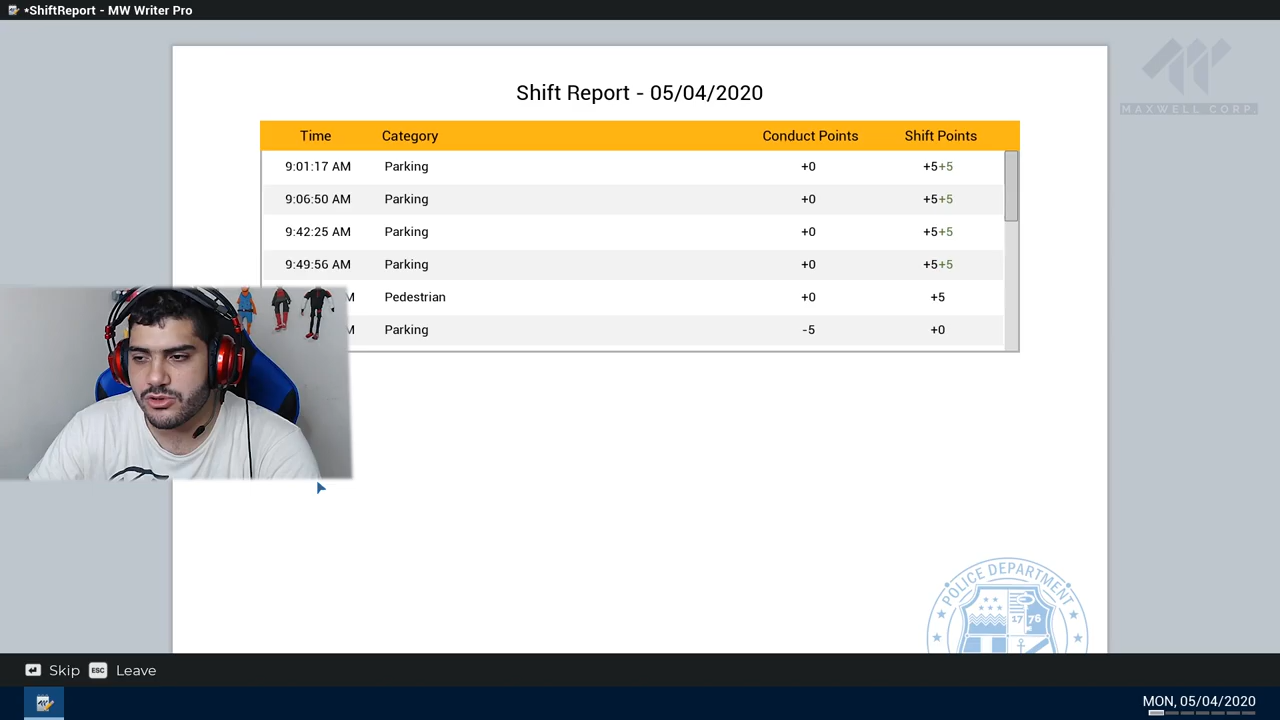 *ShiftReport - MW Writer Pro
MAXWELL CORP.
Shift Report - 05/04/2020
Time Category Conduct Points Shift Points
9:01:17 AM Parking +0 +5+5
9:06:50 AM Parking +0 +5+5
9:42:25 AM Parking +0 +5+5
9:49:56 AM Parking +0 +5+5
M Pedestrian +0 +5
M Parking -5 +0
POLICE DEPARTMENT
17 76
Skip ESC Leave
MON, 05/04/2020